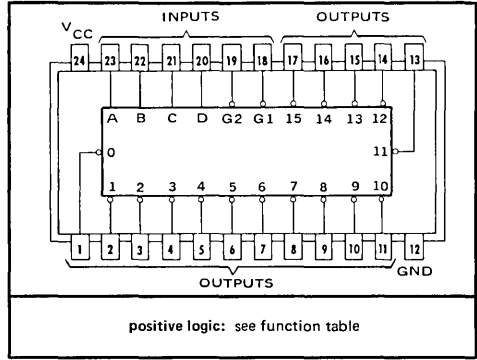 INPUTS OUTPUTS
VCC
24 23 22 21 20 19 18 17 16 15 14 13
A B C D G2 G1 15 14 13 12
0 11
1 2 3 4 5 6 7 8 9 10
1 2 3 4 5 6 7 8 9 10 11 12
OUTPUTS GND
positive logic: see function table